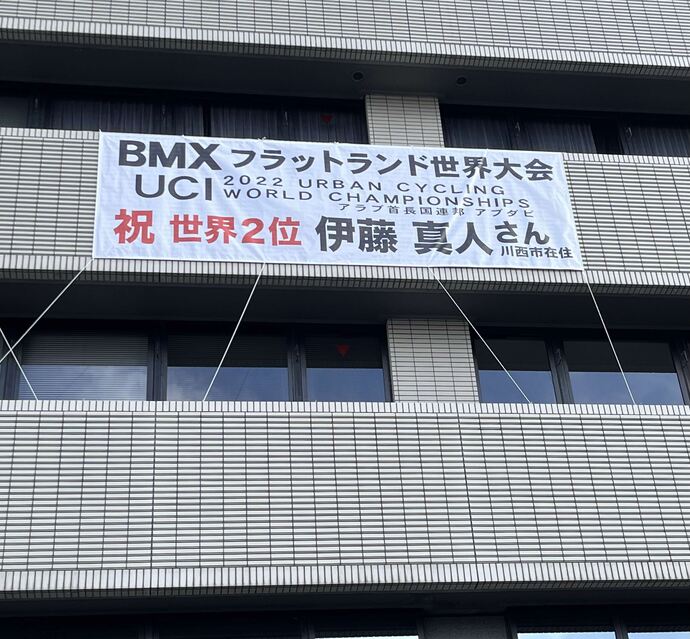 BMX フラットランド世界大会
UCI 2022 URBAN CYCLING
WORLD CHAMPIONSHIPS
アラブ首長国連邦 アブダビ
祝 世界2位 伊藤 真人さん
川西市在住